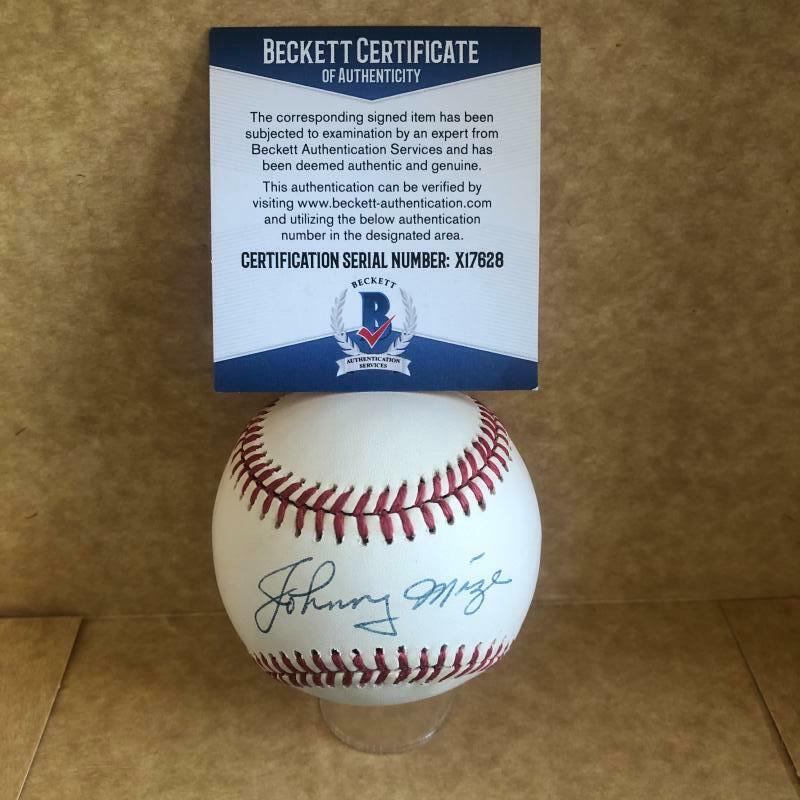 BECKETT CERTIFICATE
OF AUTHENTICITY
The corresponding signed item has been
subjected to examination by an expert from
Beckett Authentication Services and has
been deemed authentic and genuine.
This authentication can be verified by
visiting www.beckett-authentication.com
and utilizing the below authentication
number in the designated area.
CERTIFICATION SERIAL NUMBER: X17628
BECKETT
B
AUTHENTICATION
SERVICES
Johnny Mize